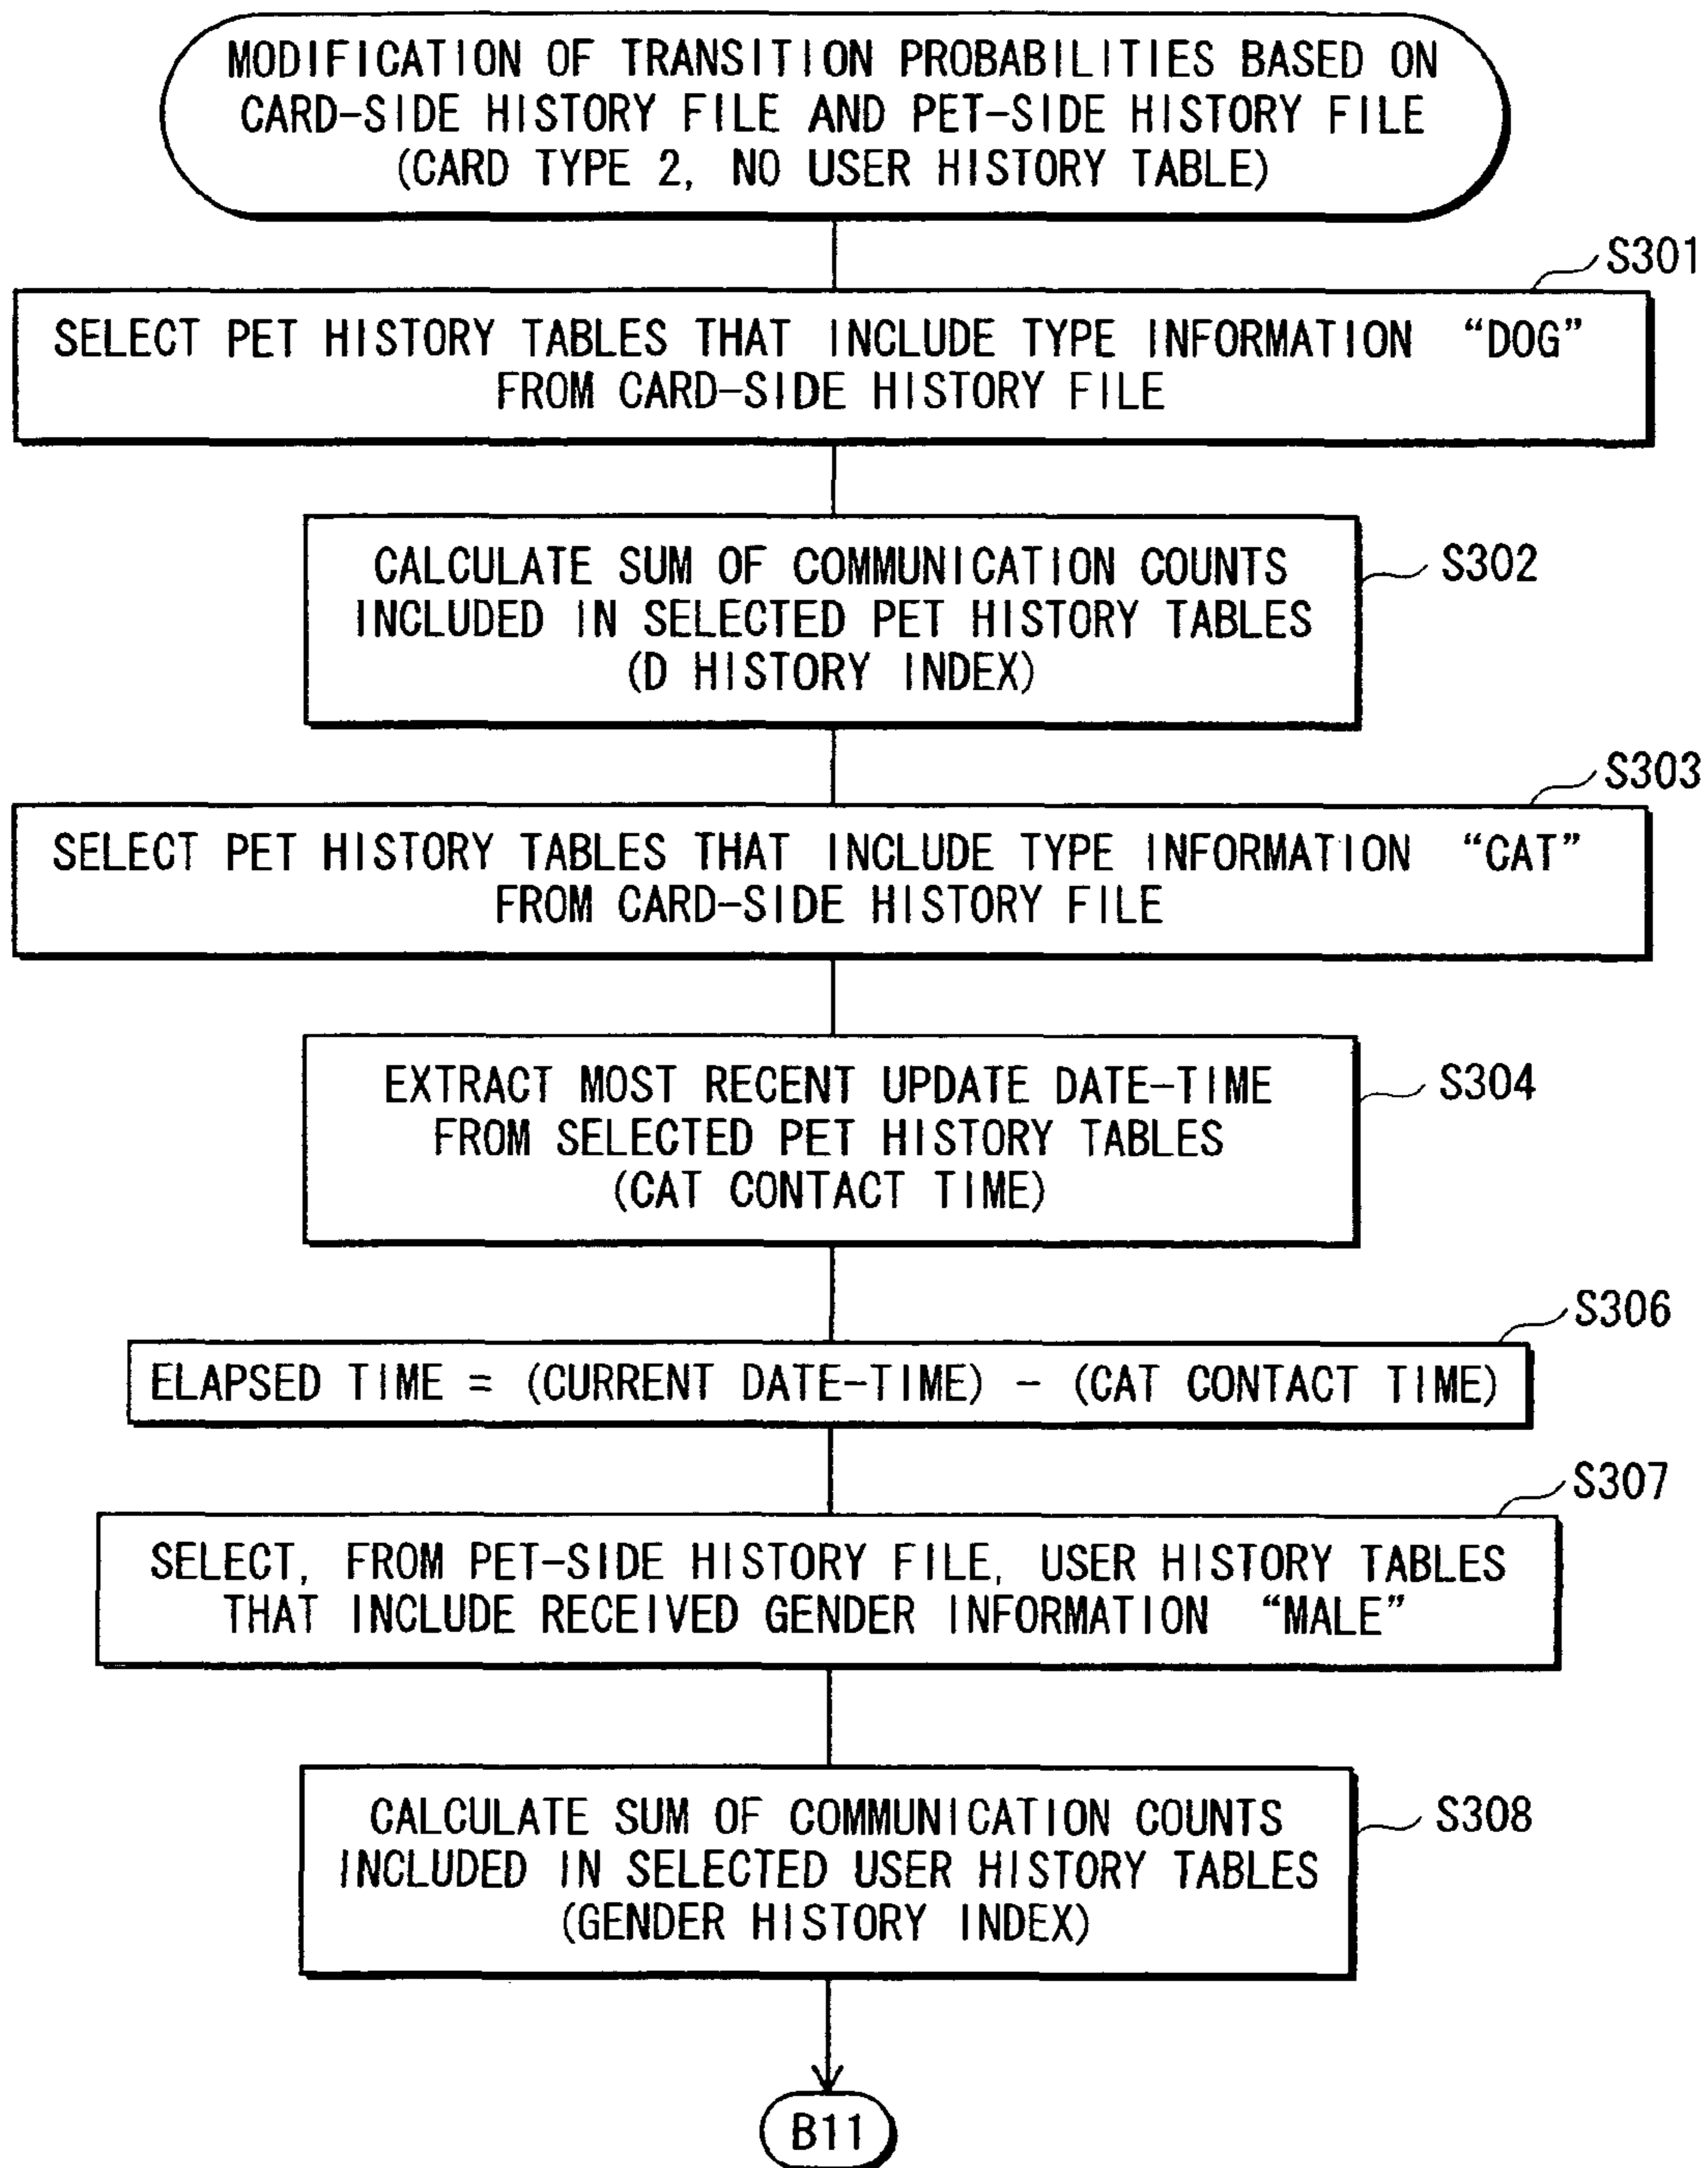 MODIFICATION OF TRANSITION PROBABILITIES BASED ON
CARD-SIDE HISTORY FILE AND PET-SIDE HISTORY FILE
(CARD TYPE 2, NO USER HISTORY TABLE)
S301
SELECT PET HISTORY TABLES THAT INCLUDE TYPE INFORMATION “DOG”
FROM CARD-SIDE HISTORY FILE
S302
CALCULATE SUM OF COMMUNICATION COUNTS
INCLUDED IN SELECTED PET HISTORY TABLES
(D HISTORY INDEX)
S303
SELECT PET HISTORY TABLES THAT INCLUDE TYPE INFORMATION “CAT”
FROM CARD-SIDE HISTORY FILE
S304
EXTRACT MOST RECENT UPDATE DATE-TIME
FROM SELECTED PET HISTORY TABLES
(CAT CONTACT TIME)
S306
ELAPSED TIME = (CURRENT DATE-TIME) - (CAT CONTACT TIME)
S307
SELECT, FROM PET-SIDE HISTORY FILE, USER HISTORY TABLES
THAT INCLUDE RECEIVED GENDER INFORMATION “MALE”
S308
CALCULATE SUM OF COMMUNICATION COUNTS
INCLUDED IN SELECTED USER HISTORY TABLES
(GENDER HISTORY INDEX)
B11